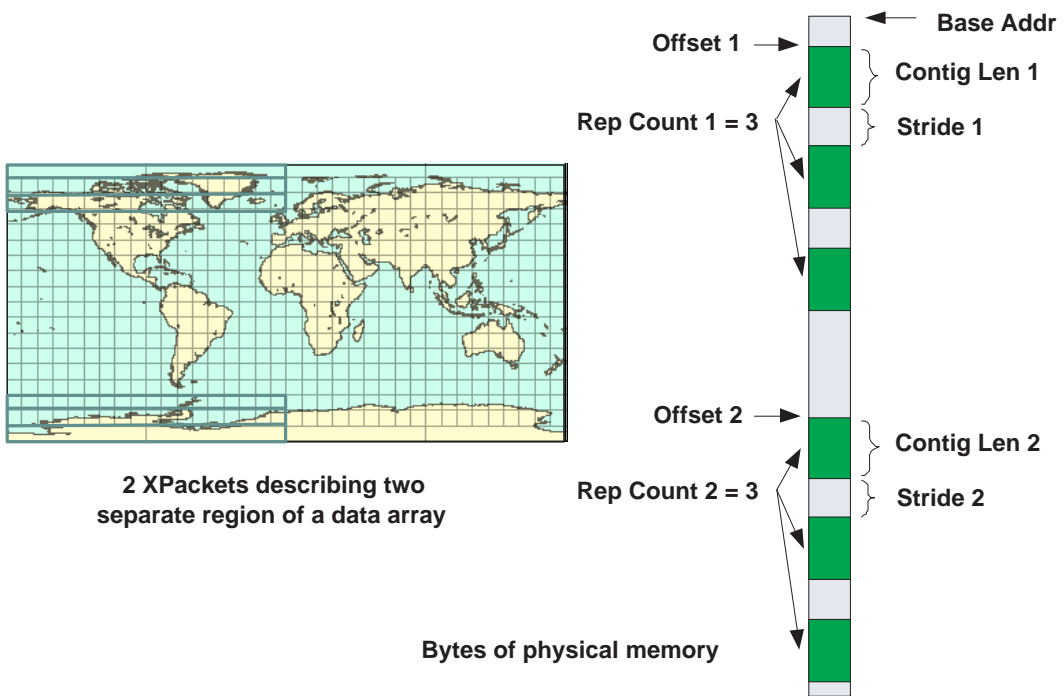 Base Addr
Offset 1
Contig Len 1
Rep Count 1 = 3
Stride 1
Offset 2
Contig Len 2
Rep Count 2 = 3
Stride 2
2 XPackets describing two
separate region of a data array
Bytes of physical memory